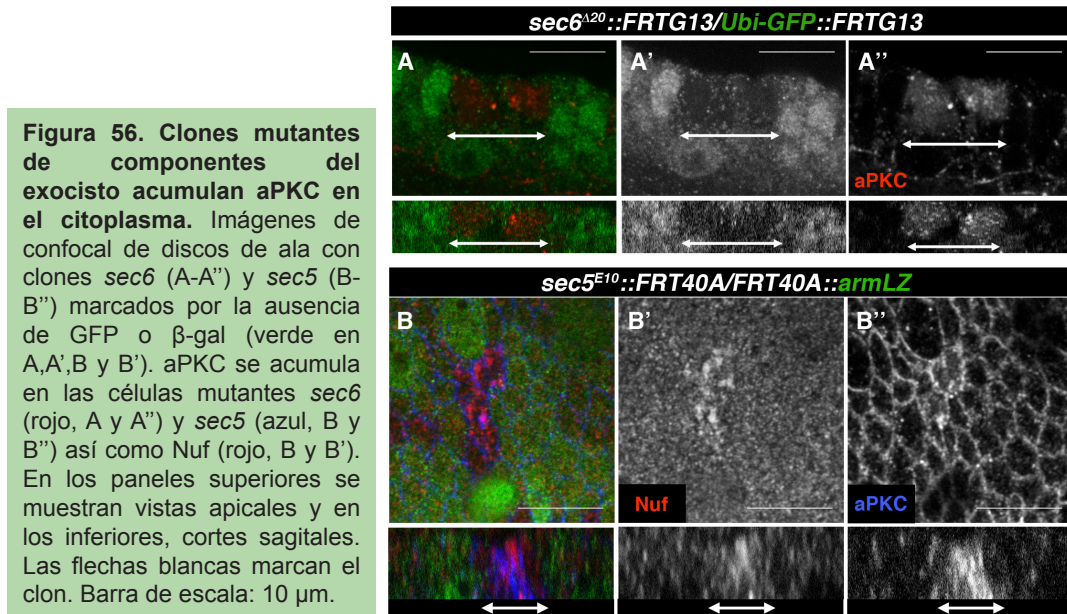 Figura 56. Clones mutantes
de componentes del
exocisto acumulan aPKC en
el citoplasma. Imágenes de
confocal de discos de ala con
clones sec6 (A-A’’) y sec5 (B-
B’’) marcados por la ausencia
de GFP o β-gal (verde en
A,A’,B y B’). aPKC se acumula
en las células mutantes sec6
(rojo, A y A’’) y sec5 (azul, B y
B’’) así como Nuf (rojo, B y B’).
En los paneles superiores se
muestran vistas apicales y en
los inferiores, cortes sagitales.
Las flechas blancas marcan el
clon. Barra de escala: 10 µm.
sec6Δ20::FRTG13/Ubi-GFP::FRTG13
A
A'
A''
aPKC
sec5E10::FRT40A/FRT40A::armLZ
B
B'
B''
Nuf
aPKC